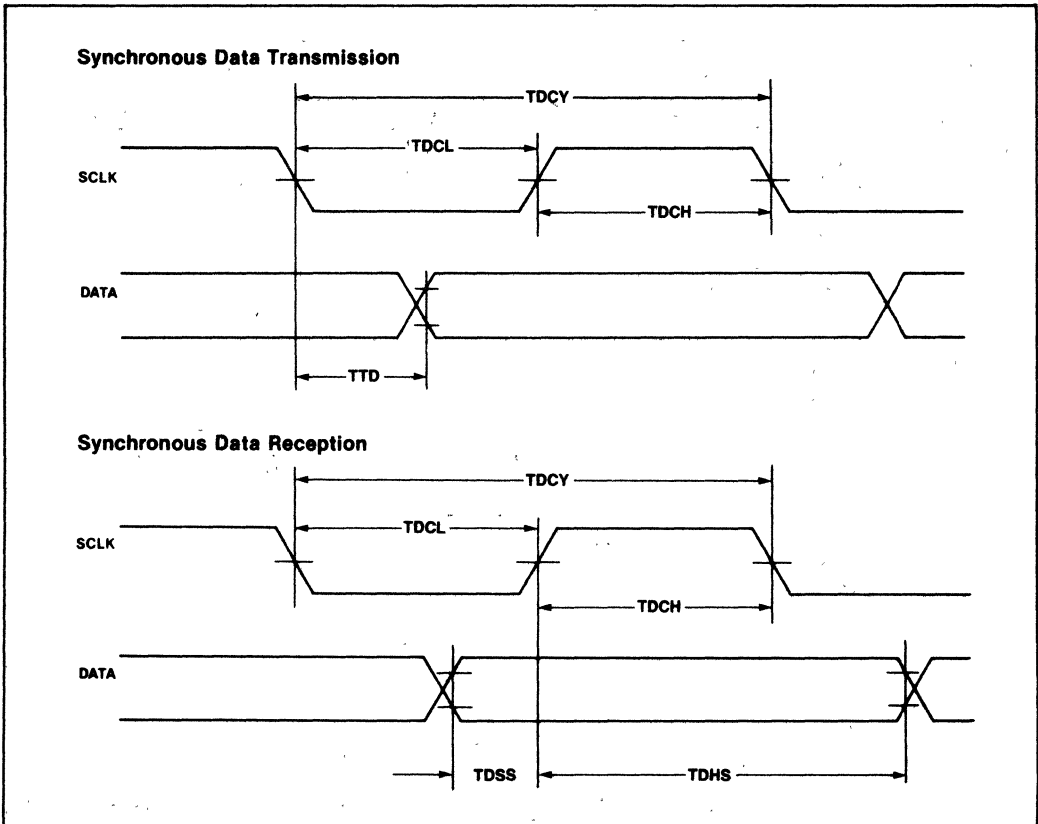 Synchronous Data Transmission
TDCY
TDCL
SCLK
TDCH
DATA
TTD
Synchronous Data Reception
TDCY
TDCL
SCLK
TDCH
DATA
TDSS
TDHS